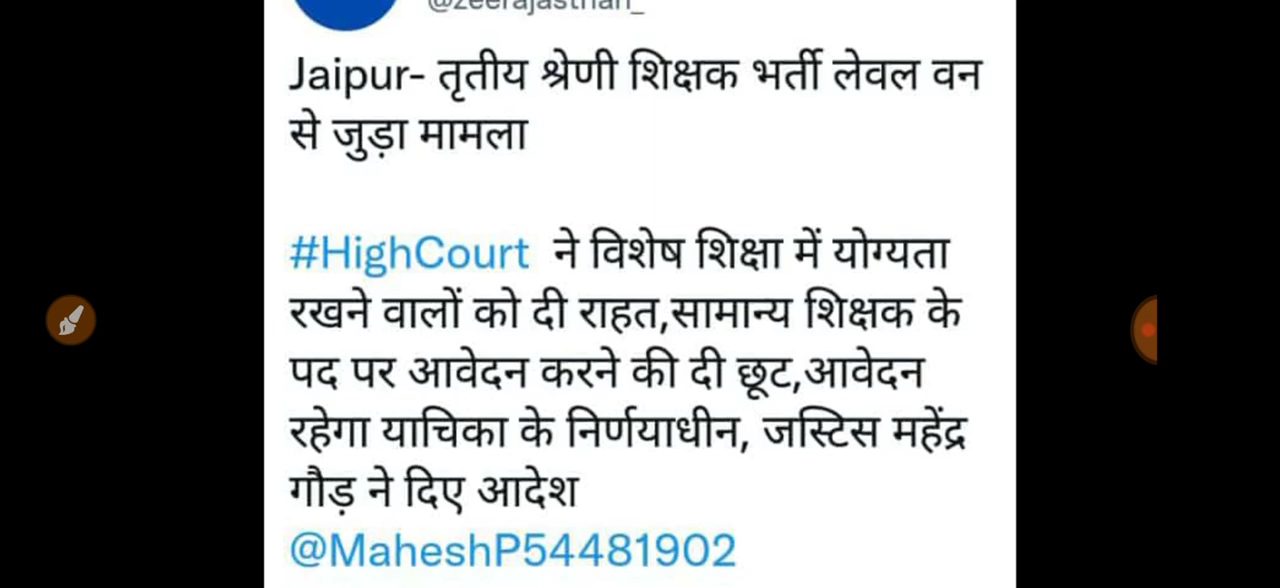 @zeerajasthan_
Jaipur- तृतीय श्रेणी शिक्षक भर्ती लेवल वन
से जुड़ा मामला
#HighCourt ने विशेष शिक्षा में योग्यता
रखने वालों को दी राहत,सामान्य शिक्षक के
पद पर आवेदन करने की दी छूट,आवेदन
रहेगा याचिका के निर्णयाधीन, जस्टिस महेंद्र
गौड़ ने दिए आदेश
@MaheshP54481902